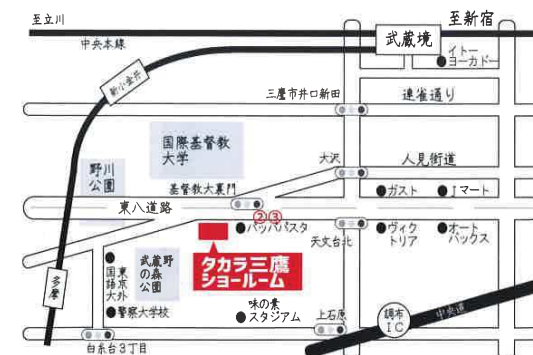 至立川
至新宿
中央本線
武蔵境
イトー
ヨーカドー
新小金井
三鷹市井口新田
連雀通り
国際基督教
大学
大沢
人見街道
野川
公園
基督教大裏門
ガスト
Jマート
東八道路
②③
バッパパスタ
天文台北
ヴィク
トリア
オート
バックス
タカラ三鷹
ショールーム
武蔵野
の森
公園
東京外
国語大
多摩
警察大学校
味の素
スタジアム
上石原
調布
IC
中央道
白糸台3丁目